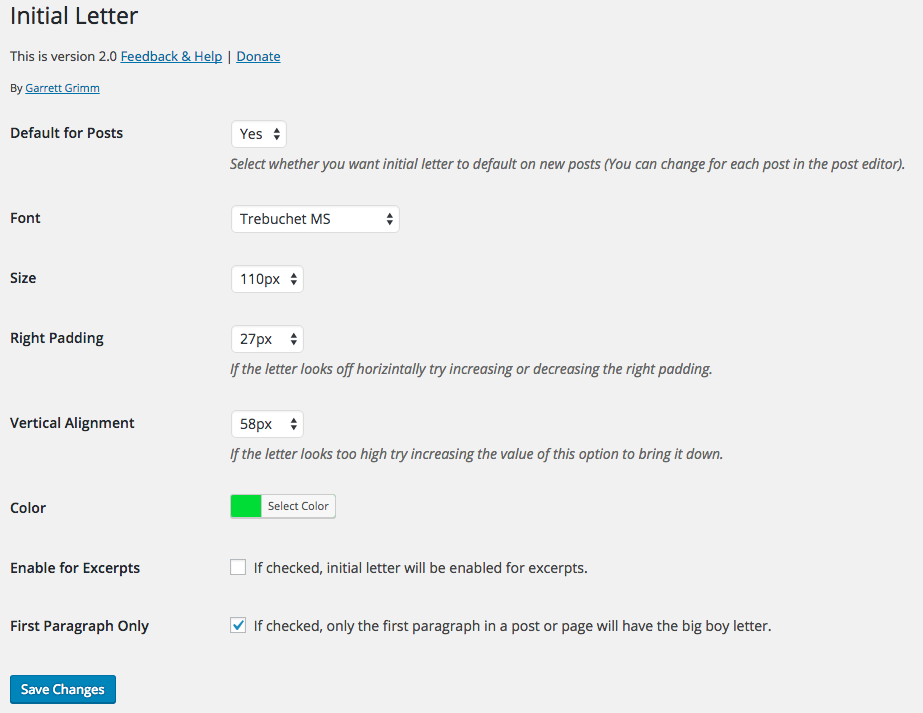 Initial Letter
This is version 2.0 Feedback & Help | Donate
By Garrett Grimm
Default for Posts Yes
Select whether you want initial letter to default on new posts (You can change for each post in the post editor).
Font Trebuchet MS
Size 110px
Right Padding 27px
If the letter looks off horizintally try increasing or decreasing the right padding.
Vertical Alignment 58px
If the letter looks too high try increasing the value of this option to bring it down.
Color Select Color
Enable for Excerpts If checked, initial letter will be enabled for excerpts.
First Paragraph Only If checked, only the first paragraph in a post or page will have the big boy letter.
Save Changes